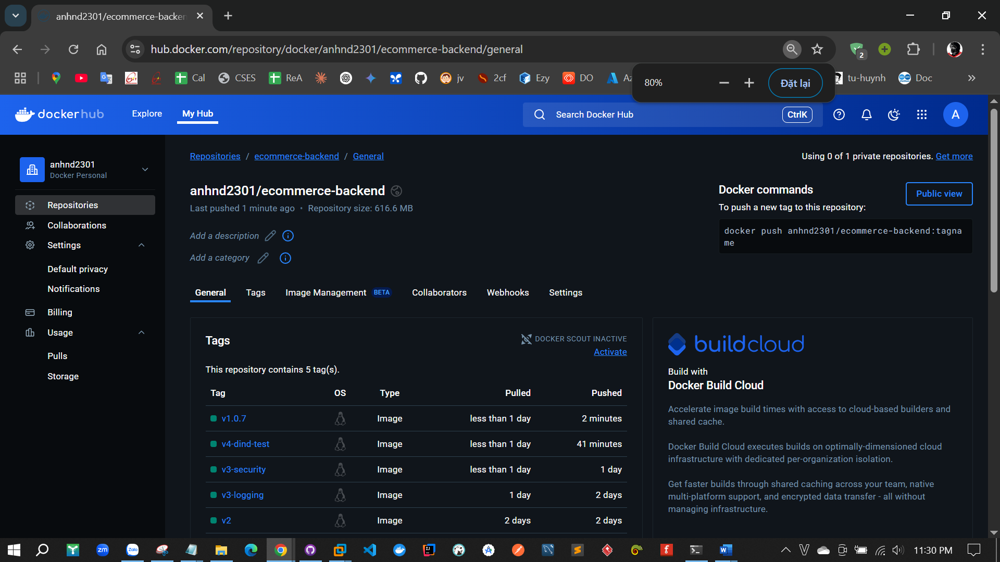 anhnd2301/ecommerce-backen
hub.docker.com/repository/docker/anhnd2301/ecommerce-backend/general
2
Cal
CSES
ReA
jv
2cf
Ezy
DO
Az
tu-huynh
Doc
80%
Đặt lại
docker hub
Explore
My Hub
Search Docker Hub
CtrlK
A
anhnd2301
Docker Personal
Repositories
Collaborations
Settings
Default privacy
Notifications
Billing
Usage
Pulls
Storage
Repositories / ecommerce-backend / General
Using 0 of 1 private repositories. Get more
anhnd2301/ecommerce-backend
Last pushed 1 minute ago • Repository size: 616.6 MB
Add a description
Add a category
Docker commands
Public view
To push a new tag to this repository:
docker push anhnd2301/ecommerce-backend:tagna
me
General
Tags
Image Management BETA
Collaborators
Webhooks
Settings
Tags
DOCKER SCOUT INACTIVE
Activate
This repository contains 5 tag(s).
Tag OS Type Pulled Pushed
v1.0.7 Image less than 1 day 2 minutes
v4-dind-test Image less than 1 day 41 minutes
v3-security Image less than 1 day 1 day
v3-logging Image 1 day 2 days
v2 Image 2 days 2 days
buildcloud
Build with
Docker Build Cloud
Accelerate image build times with access to cloud-based builders and
shared cache.
Docker Build Cloud executes builds on optimally-dimensioned cloud
infrastructure with dedicated per-organization isolation.
Get faster builds through shared caching across your team, native
multi-platform support, and encrypted data transfer - all without
managing infrastructure.
zm
Zalo
11:30 PM